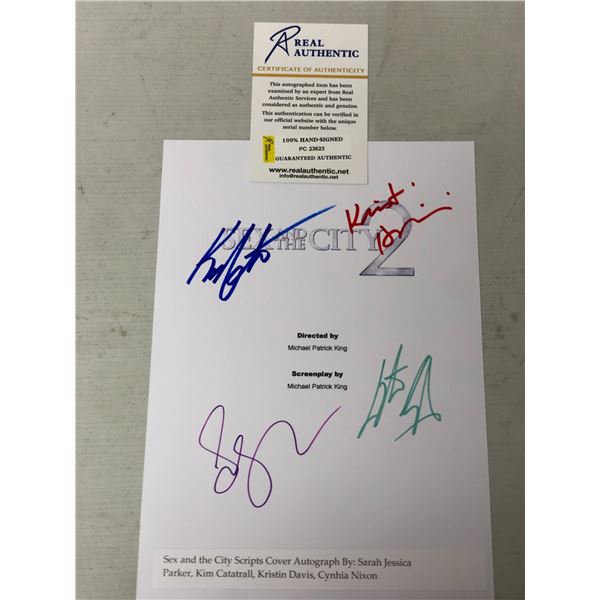 REAL
AUTHENTIC
CERTIFICATE OF AUTHENTICITY
This autographed item has been
examined by an expert from Real
Authentic Services and has been
considered as authentic and genuine.
This authentication can be verified in
our official website with the unique
serial number below.
100% HAND-SIGNED
PC 23623
GUARANTEED AUTHENTIC
www.realauthentic.net
info@realauthentic.net
Kristi
SEX AND THE CITY 2
Directed by
Michael Patrick King
Screenplay by
Michael Patrick King
Sex and the City Scripts Cover Autograph By: Sarah Jessica
Parker, Kim Catatrall, Kristin Davis, Cynhia Nixon